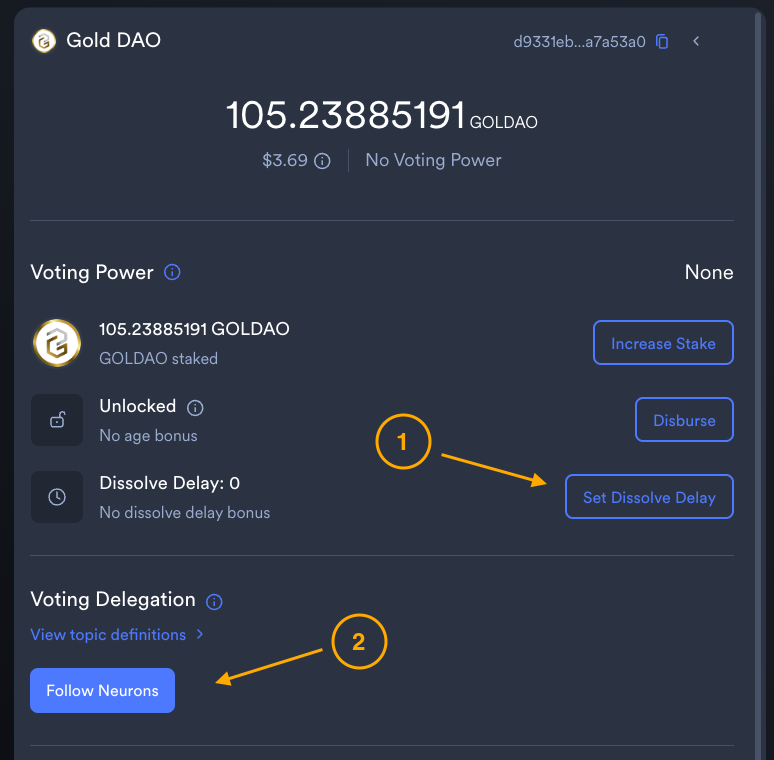 Gold DAO
d9331eb...a7a53a0
105.23885191 GOLDAO
$3.69
No Voting Power
Voting Power
None
105.23885191 GOLDAO
GOLDAO staked
Increase Stake
Unlocked
No age bonus
Disburse
1
Dissolve Delay: 0
No dissolve delay bonus
Set Dissolve Delay
Voting Delegation
View topic definitions
2
Follow Neurons